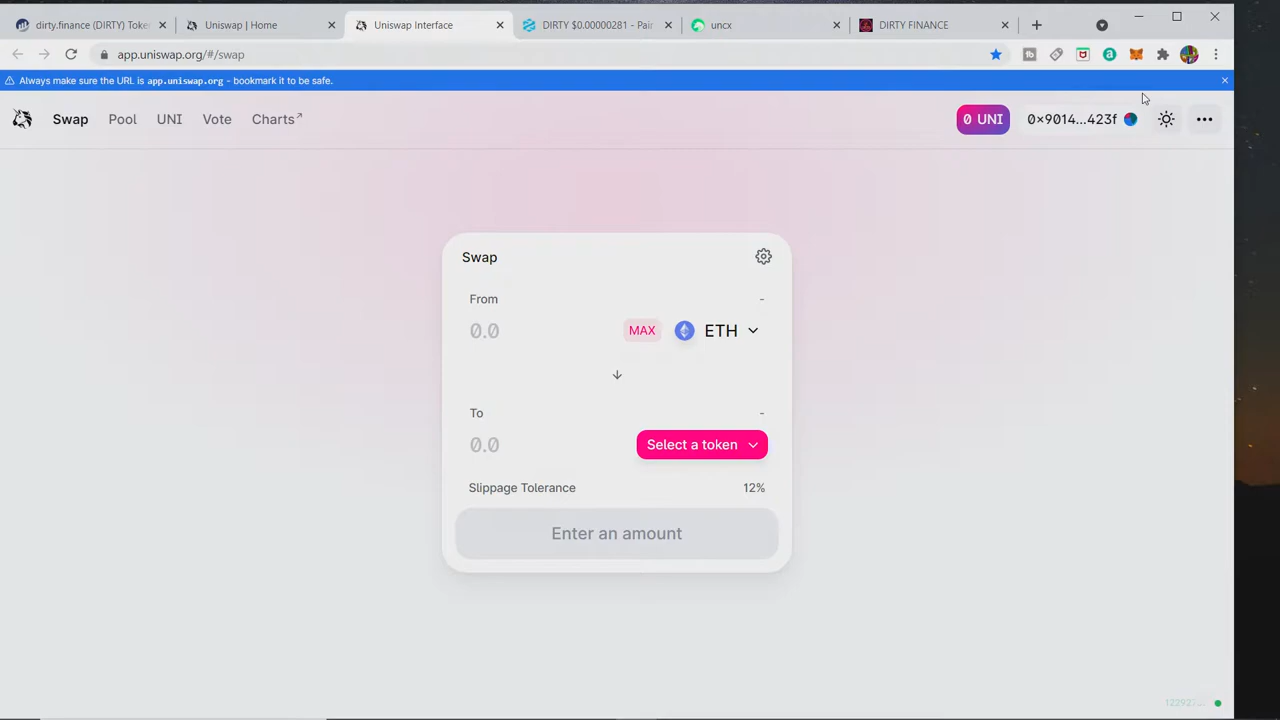 dirty.finance (DIRTY) Toke
Uniswap | Home
Uniswap Interface
DIRTY $0.00000281 - Pair
uncx
DIRTY FINANCE
app.uniswap.org/#/swap
Always make sure the URL is app.uniswap.org - bookmark it to be safe.
Swap Pool UNI Vote Charts↗
0 UNI
0×9014...423f
Swap
From -
0.0 MAX ETH
To -
0.0 Select a token
Slippage Tolerance 12%
Enter an amount
122927...